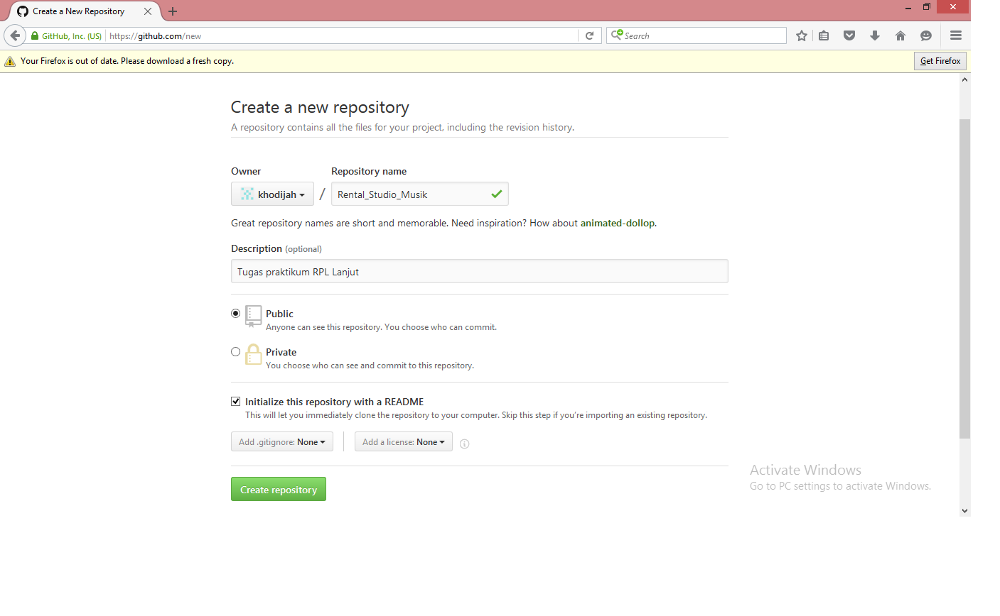 Create a New Repository
GitHub, Inc. (US) https://github.com/new Search
Your Firefox is out of date. Please download a fresh copy. Get Firefox
Create a new repository
A repository contains all the files for your project, including the revision history.
Owner Repository name
khodijah / Rental_Studio_Musik
Great repository names are short and memorable. Need inspiration? How about animated-dollop.
Description (optional)
Tugas praktikum RPL Lanjut
Public
Anyone can see this repository. You choose who can commit.
Private
You choose who can see and commit to this repository.
Initialize this repository with a README
This will let you immediately clone the repository to your computer. Skip this step if you're importing an existing repository.
Add .gitignore: None Add a license: None
Create repository
Activate Windows
Go to PC settings to activate Windows.